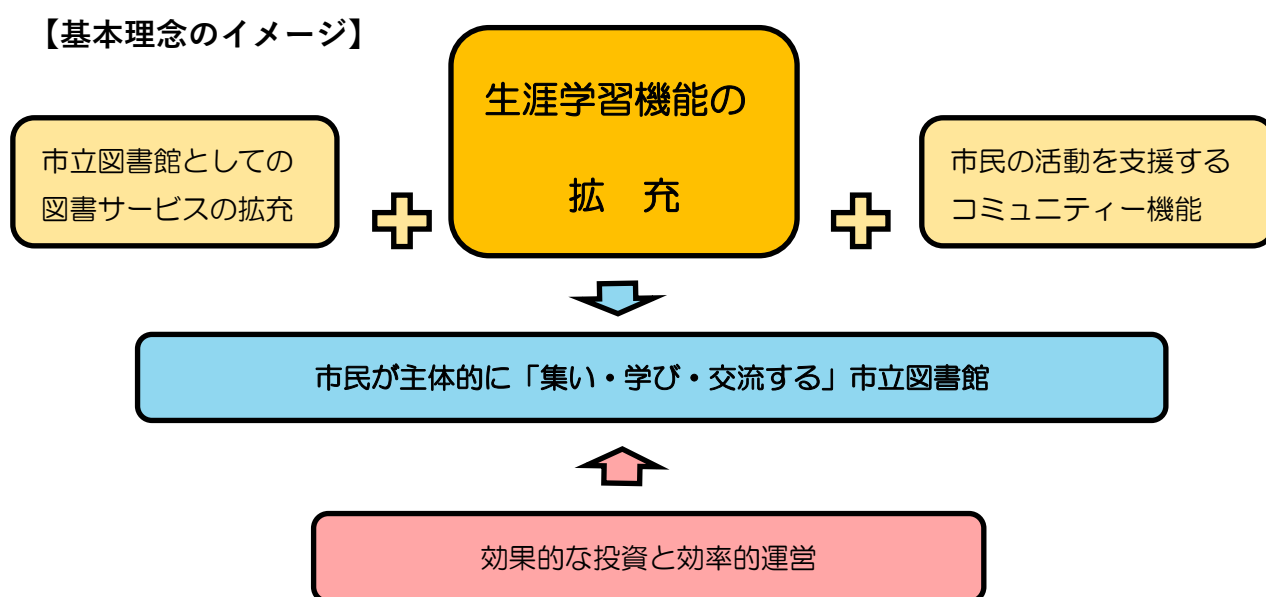 【基本理念のイメージ】
生涯学習機能の
拡　充
市立図書館としての
図書サービスの拡充
市民の活動を支援する
コミュニティー機能
市民が主体的に「集い・学び・交流する」市立図書館
効果的な投資と効率的運営